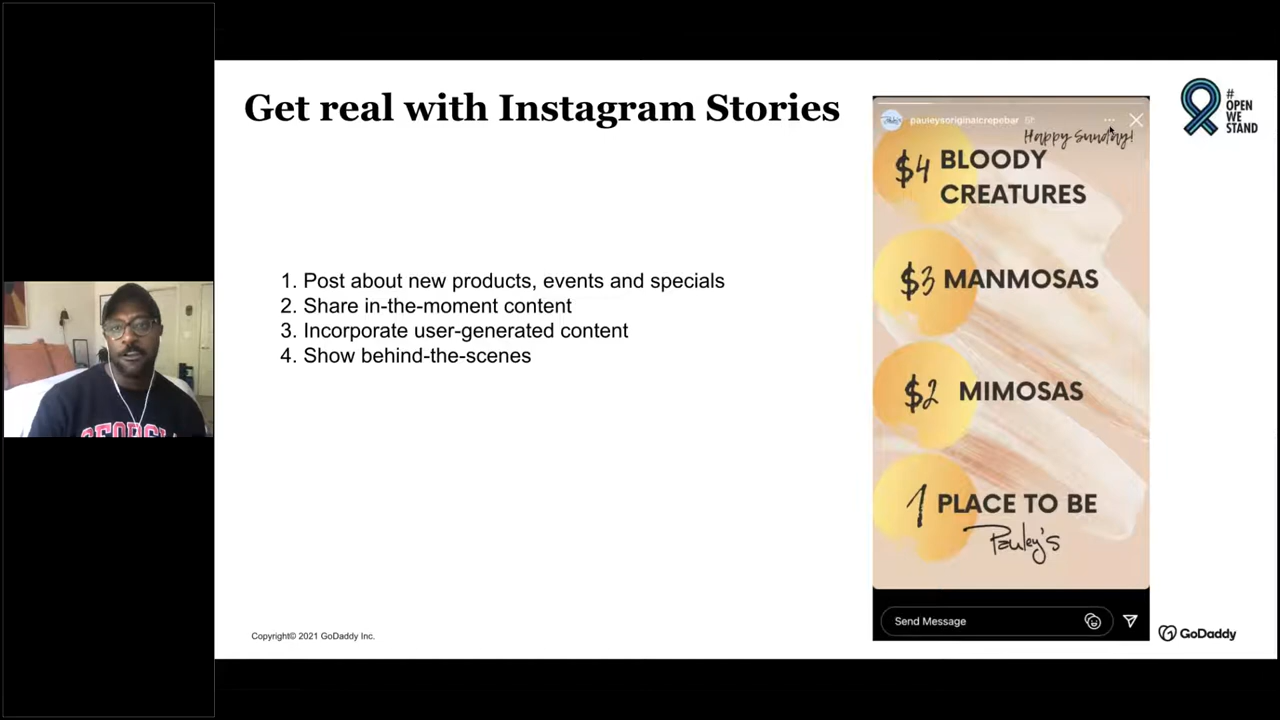 Get real with Instagram Stories
1. Post about new products, events and specials
2. Share in-the-moment content
3. Incorporate user-generated content
4. Show behind-the-scenes
Copyright© 2021 GoDaddy Inc.
pauleysoriginalcrepebar
Happy Sunday!
$4 BLOODY
CREATURES
$3 MANMOSAS
$2 MIMOSAS
1 PLACE TO BE
Pauley's
Send Message
#
OPEN
WE
STAND
GoDaddy